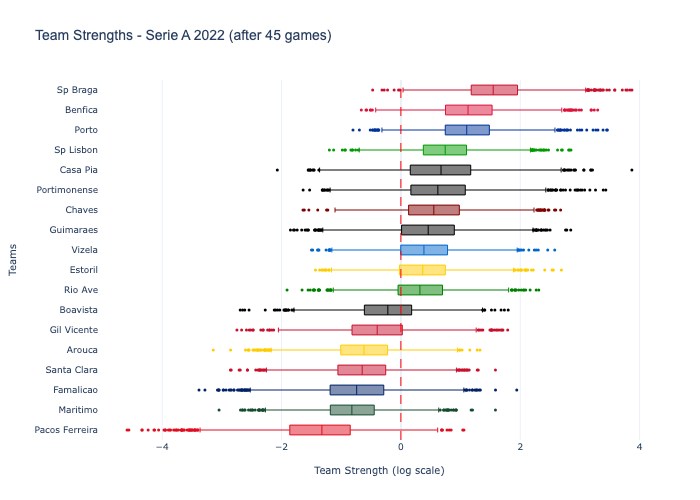 Team Strengths - Serie A 2022 (after 45 games)
Sp Braga
Benfica
Porto
Sp Lisbon
Casa Pia
Portimonense
Chaves
Guimaraes
Vizela
Estoril
Rio Ave
Boavista
Gil Vicente
Arouca
Santa Clara
Famalicao
Maritimo
Pacos Ferreira
Teams
−4
−2
0
2
4
Team Strength (log scale)